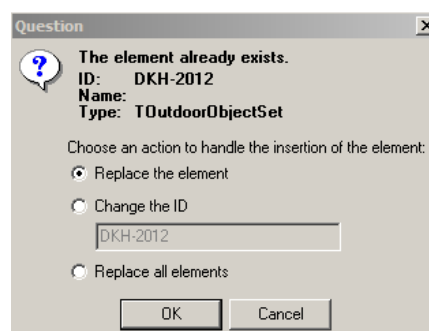 Question
The element already exists.
ID: DKH-2012
Name:
Type: TOutdoorObjectSet
Choose an action to handle the insertion of the element:
Replace the element
Change the ID
DKH-2012
Replace all elements
OK Cancel